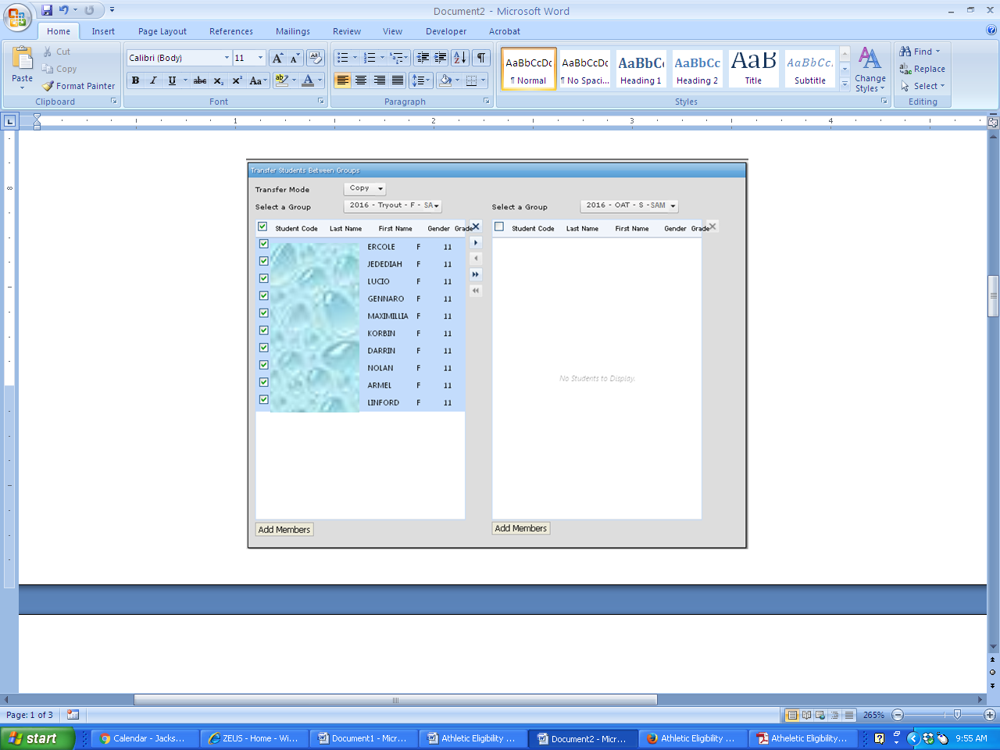 Document2 - Microsoft Word
Home Insert Page Layout References Mailings Review View Developer Acrobat
Paste
Cut
Copy
Format Painter
Clipboard
Calibri (Body) 11
B I U abc x₂ x² Aa
Font
Paragraph
AaBbCcDc AaBbCcDc AaBbCc AaBbCc AaB AaBbCc.
¶ Normal ¶ No Spaci... Heading 1 Heading 2 Title Subtitle
Change Styles
Styles
Find
Replace
Select
Editing
1 2 3 4
8
Transfer Students Between Groups
Transfer Mode Copy
Select a Group 2016 - Tryout - F - SA Select a Group 2016 - OAT - S - SAM
Student Code Last Name First Name Gender Grade Student Code Last Name First Name Gender Grade
ERCOLE F 11
JEDEDIAH F 11
LUCIO F 11
GENNARO F 11
MAXIMILLIA F 11
KORBIN F 11
DARRIN F 11
NOLAN F 11
ARMEL F 11
LINFORD F 11
No Students to Display.
Add Members Add Members
Page: 1 of 3 265%
start Calendar - Jacks... ZEUS - Home - Wi... Document1 - Micr... Athletic Eligibility ... Document2 - Micr... Athletic Eligibility ... Atheletic Eligibility... 9:55 AM